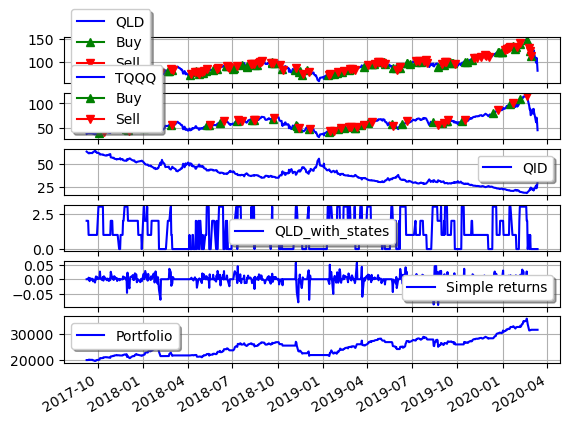 QLD
Buy
Sell
150
100
TQQQ
Buy
Sell
100
50
QID
50
25
QLD_with_states
2.5
0.0
Simple returns
0.05
0.00
−0.05
Portfolio
30000
20000
2017-10
2018-01
2018-04
2018-07
2018-10
2019-01
2019-04
2019-07
2019-10
2020-01
2020-04